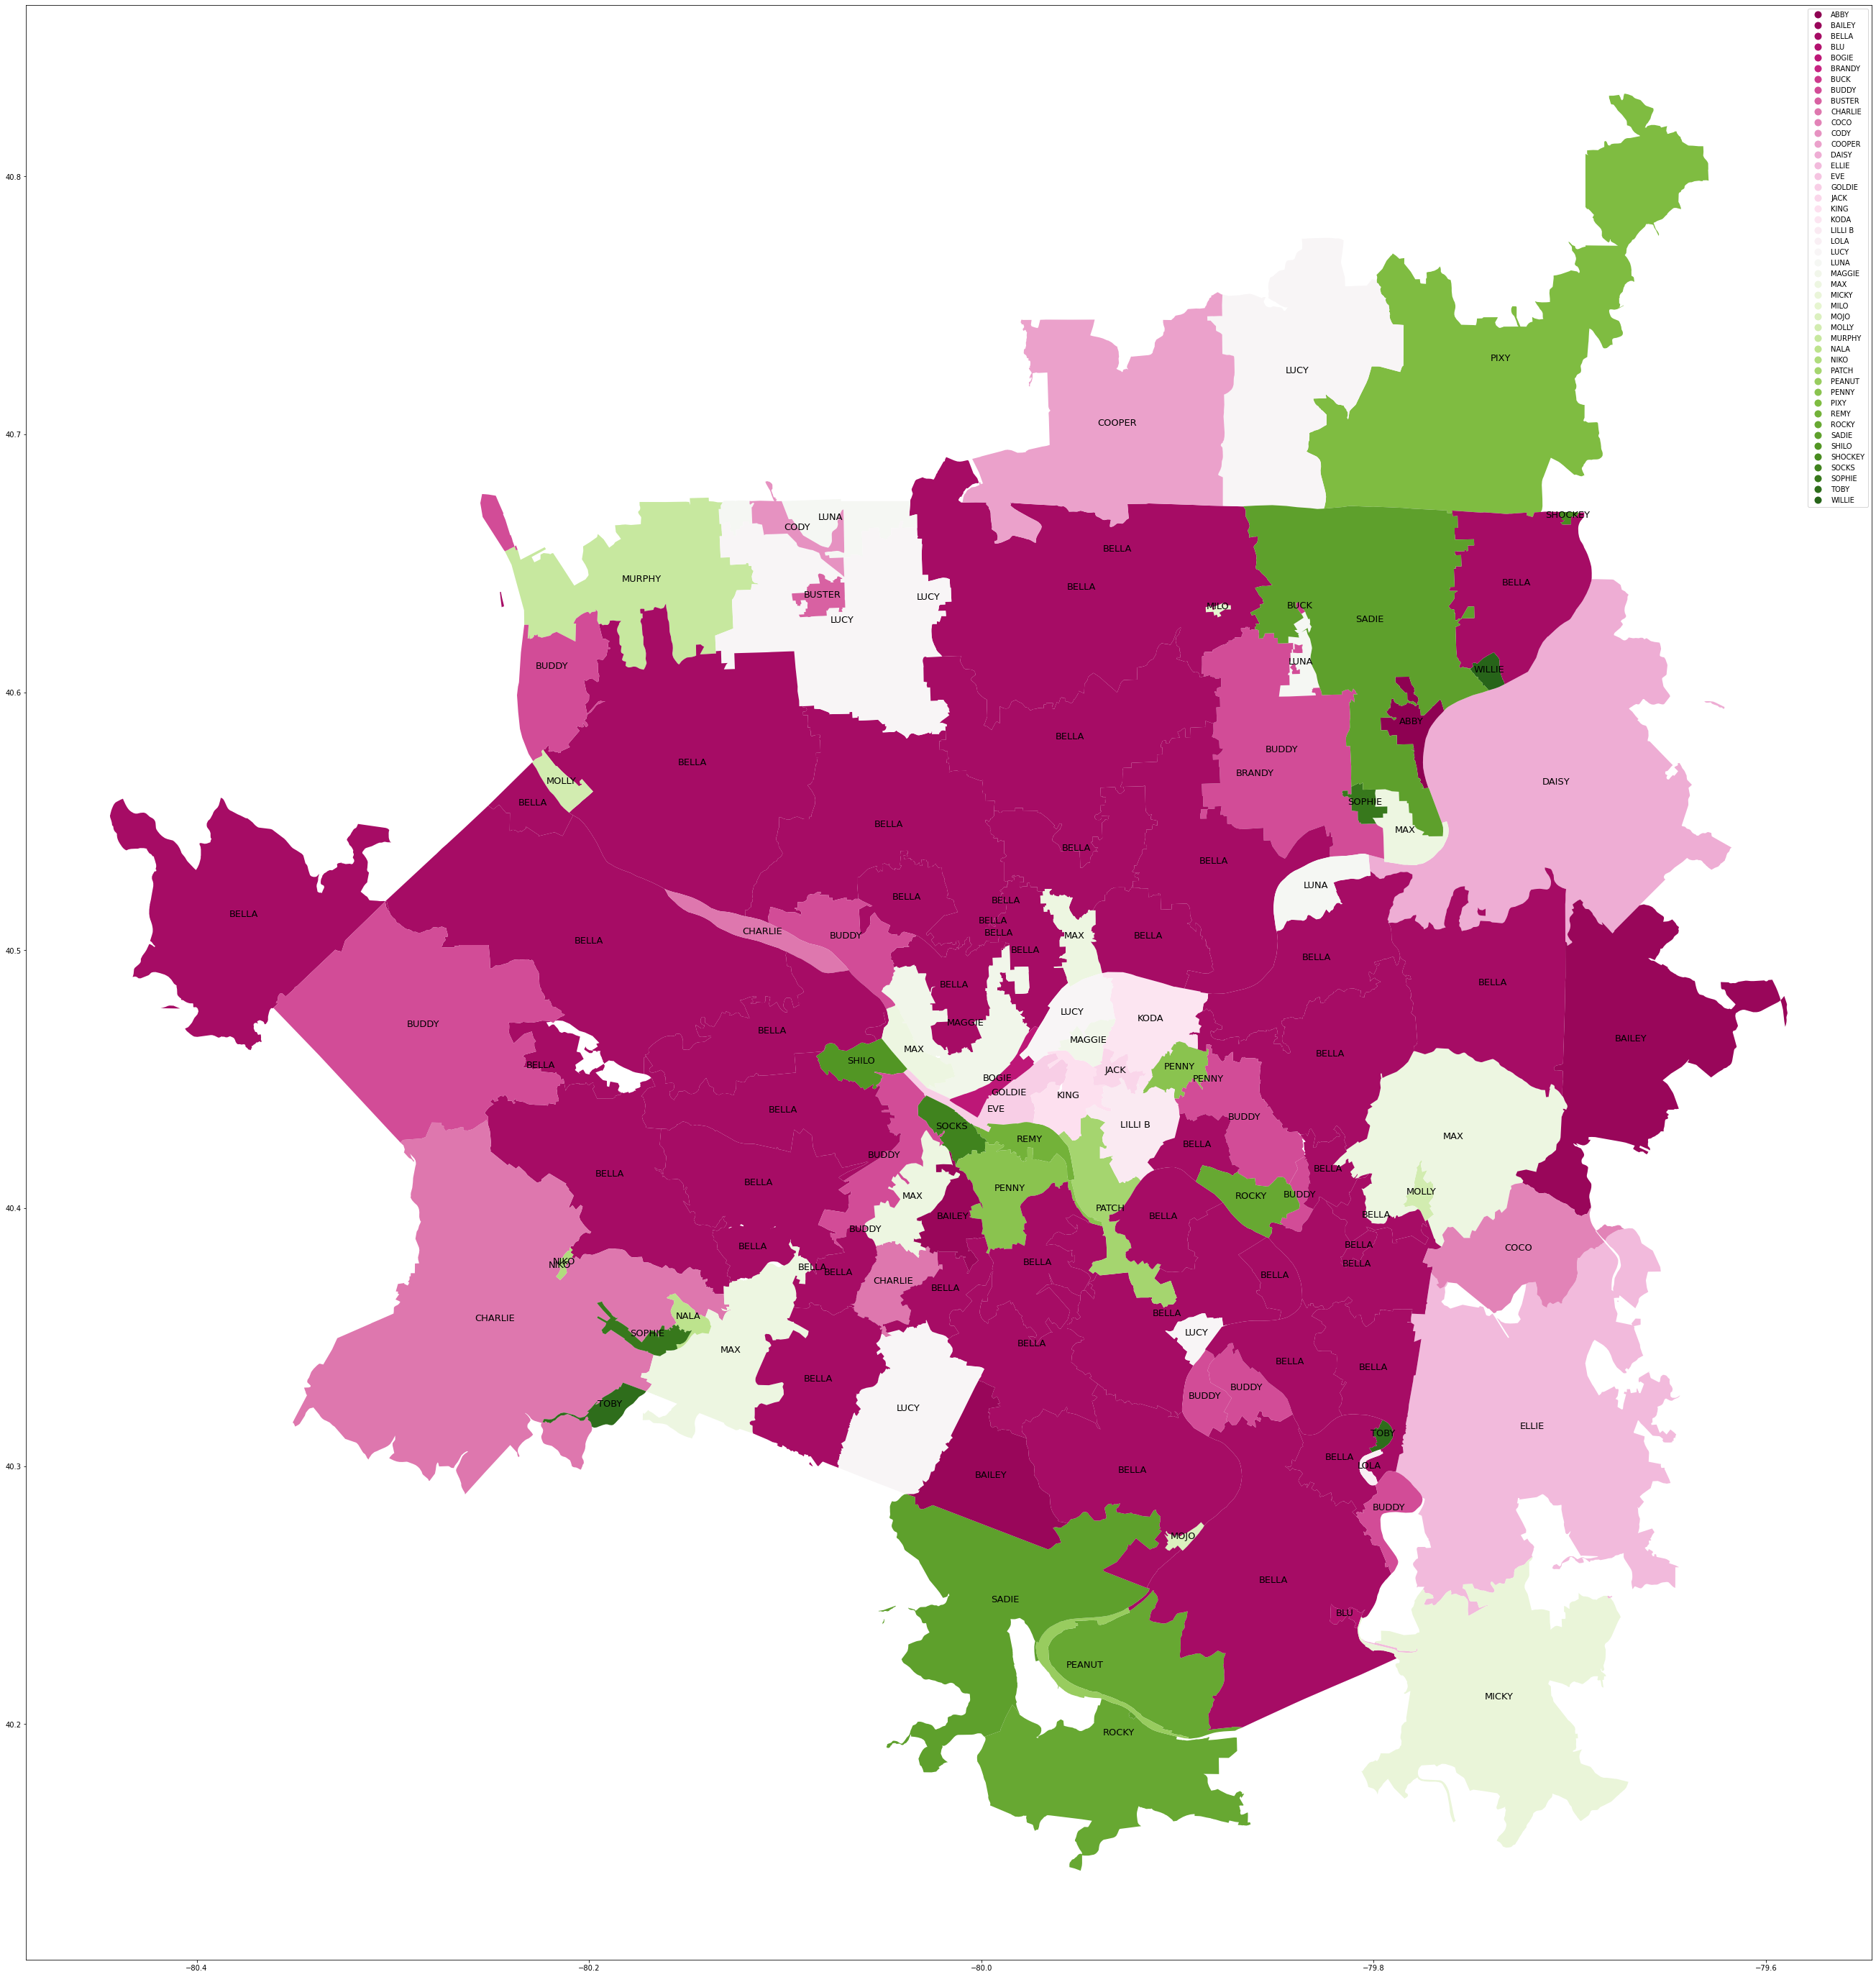 ABBY
BAILEY
BELLA
BLU
BOGIE
BRANDY
BUCK
BUDDY
BUSTER
CHARLIE
COCO
CODY
COOPER
DAISY
ELLIE
EVE
GOLDIE
JACK
KING
KODA
LILLI B
LOLA
LUCY
LUNA
MAGGIE
MAX
MICKY
MILO
MOJO
MOLLY
MURPHY
NALA
NIKO
PATCH
PEANUT
PENNY
PIXY
REMY
ROCKY
SADIE
SHILO
SHOCKEY
SOCKS
SOPHIE
TOBY
WILLIE
40.8
40.7
40.6
40.5
40.4
40.3
40.2
PIXY
LUCY
COOPER
SHOCKEY
LUNA
CODY
BELLA
MURPHY
BELLA
BELLA
BUSTER
LUCY
MILO
BUCK
LUCY
SADIE
BUDDY
LUNA
WILLIE
ABBY
BELLA
BELLA
BUDDY
MOLLY
BRANDY
DAISY
BELLA
SOPHIE
BELLA
MAX
BELLA
BELLA
LUNA
BELLA
BELLA
BELLA
BELLA
CHARLIE
BUDDY
BELLA
MAX
BELLA
BELLA
BELLA
BELLA
BELLA
BELLA
LUCY
KODA
BUDDY
MAGGIE
BELLA
BAILEY
MAGGIE
MAX
BELLA
SHILO
BELLA
JACK
PENNY
BOGIE
PENNY
GOLDIE
KING
EVE
BELLA
BUDDY
SOCKS
LILLI B
REMY
BELLA
MAX
BUDDY
BELLA
BELLA
BELLA
PENNY
MAX
ROCKY
BUDDY
MOLLY
BAILEY
PATCH
BELLA
BELLA
BUDDY
BELLA
BELLA
COCO
NIKO
NIKO
BELLA
BELLA
BELLA
BELLA
BELLA
CHARLIE
BELLA
CHARLIE
NALA
BELLA
SOPHIE
LUCY
MAX
BELLA
BELLA
BELLA
BELLA
BUDDY
BUDDY
TOBY
LUCY
ELLIE
TOBY
BELLA
LOLA
BAILEY
BELLA
BUDDY
MOJO
BELLA
SADIE
BLU
PEANUT
MICKY
ROCKY
−80.4
−80.2
−80.0
−79.8
−79.6